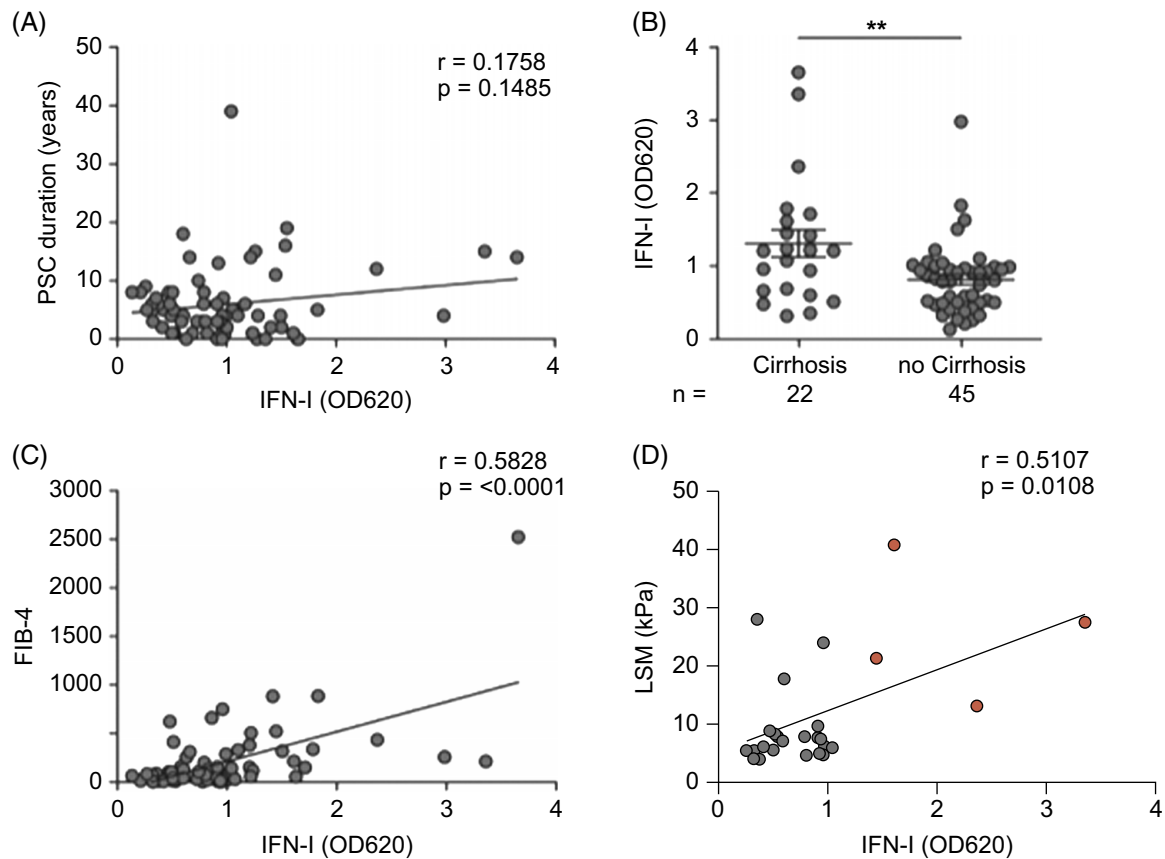 (A)
50
40
30
20
10
0
PSC duration (years)
r = 0.1758
p = 0.1485
0 1 2 3 4
IFN-I (OD620)
(B)
**
4
3
2
1
0
IFN-I (OD620)
Cirrhosis no Cirrhosis
n = 22 45
(C)
r = 0.5828
p = <0.0001
3000
2500
2000
1500
1000
0
FIB-4
0 1 2 3 4
IFN-I (OD620)
(D)
r = 0.5107
p = 0.0108
50
40
30
20
10
0
LSM (kPa)
0 1 2 3 4
IFN-I (OD620)